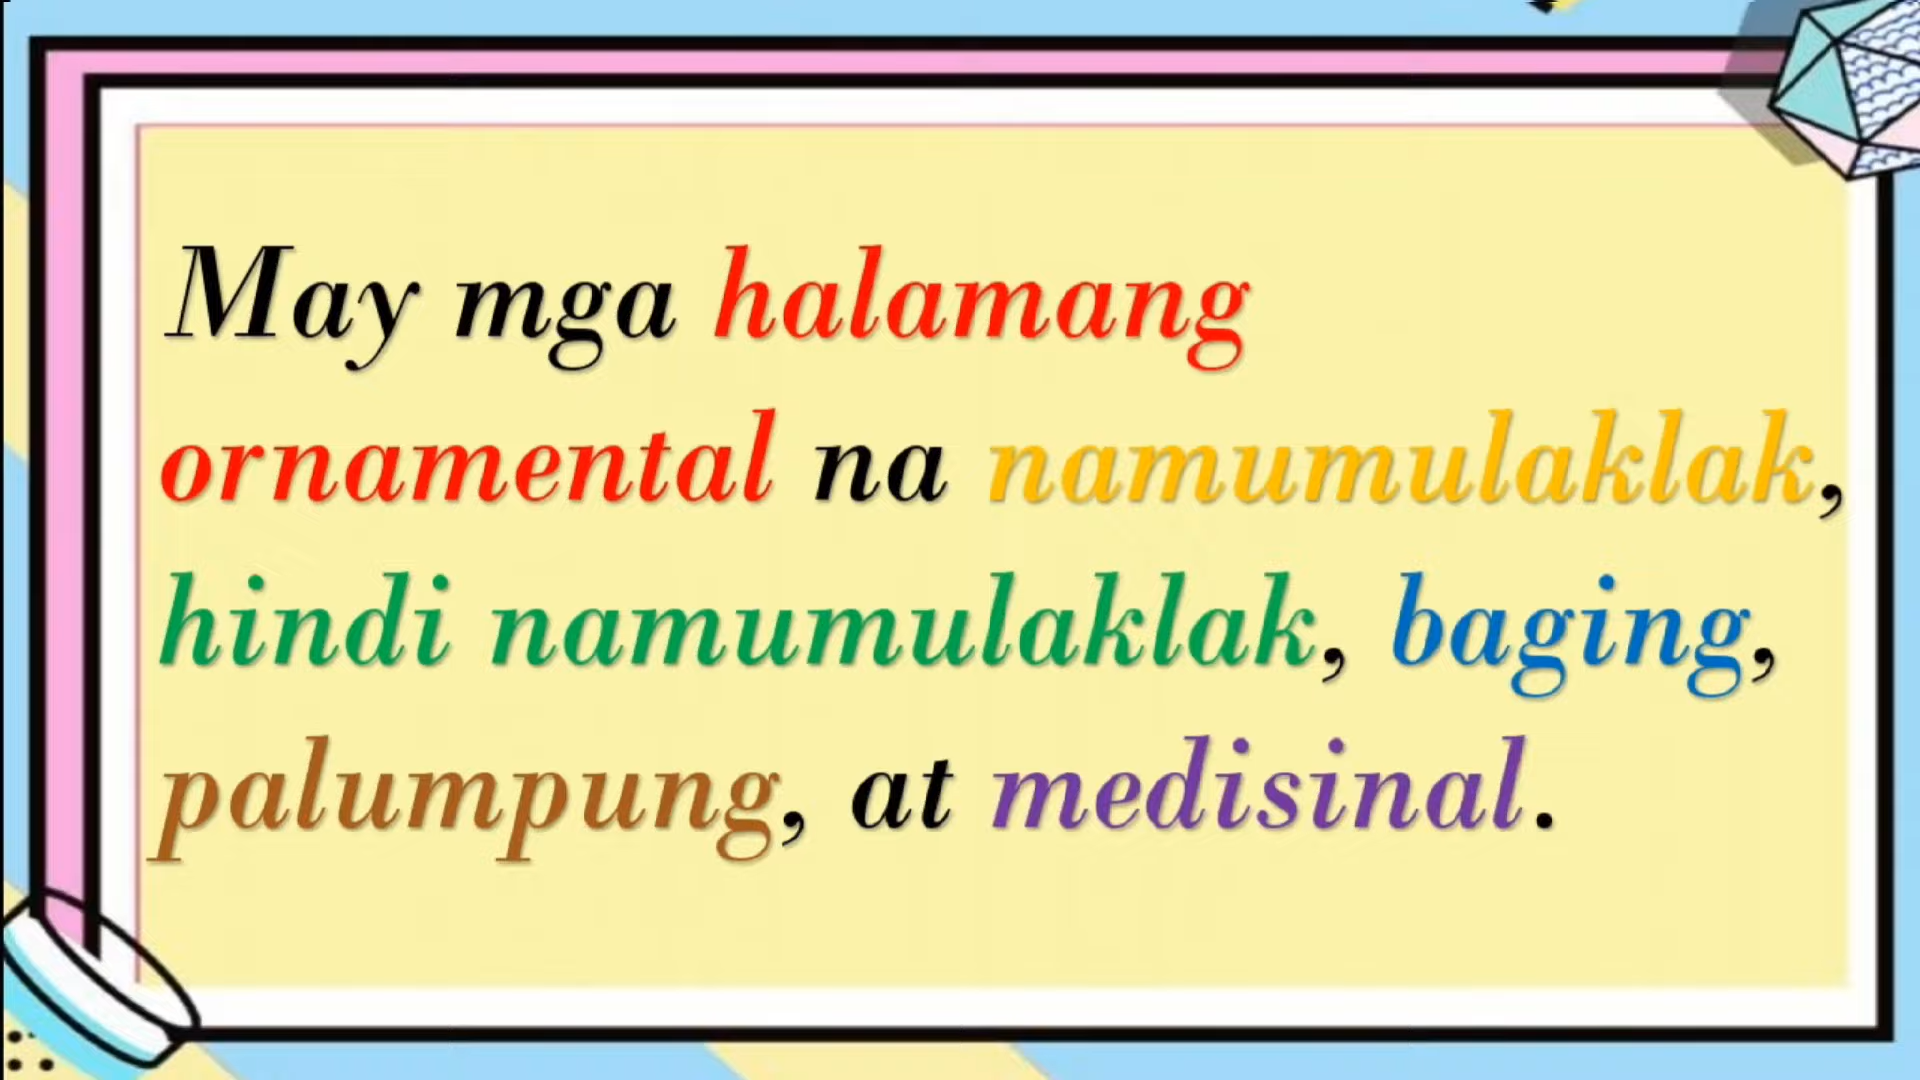 May mga halamang
ornamental na namumulaklak,
hindi namumulaklak, baging,
palumpung, at medisinal.